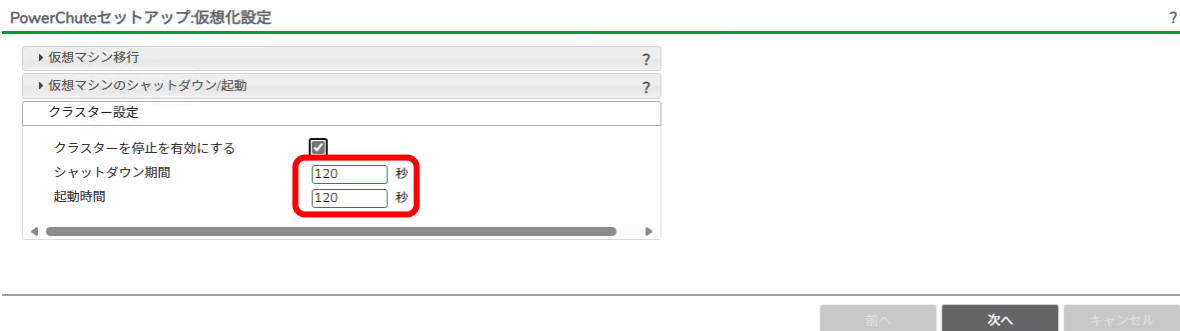 PowerChuteセットアップ:仮想化設定 ?
仮想マシン移行 ?
仮想マシンのシャットダウン/起動 ?
クラスター設定
クラスターを停止を有効にする
シャットダウン期間 120 秒
起動時間 120 秒
前へ 次へ キャンセル